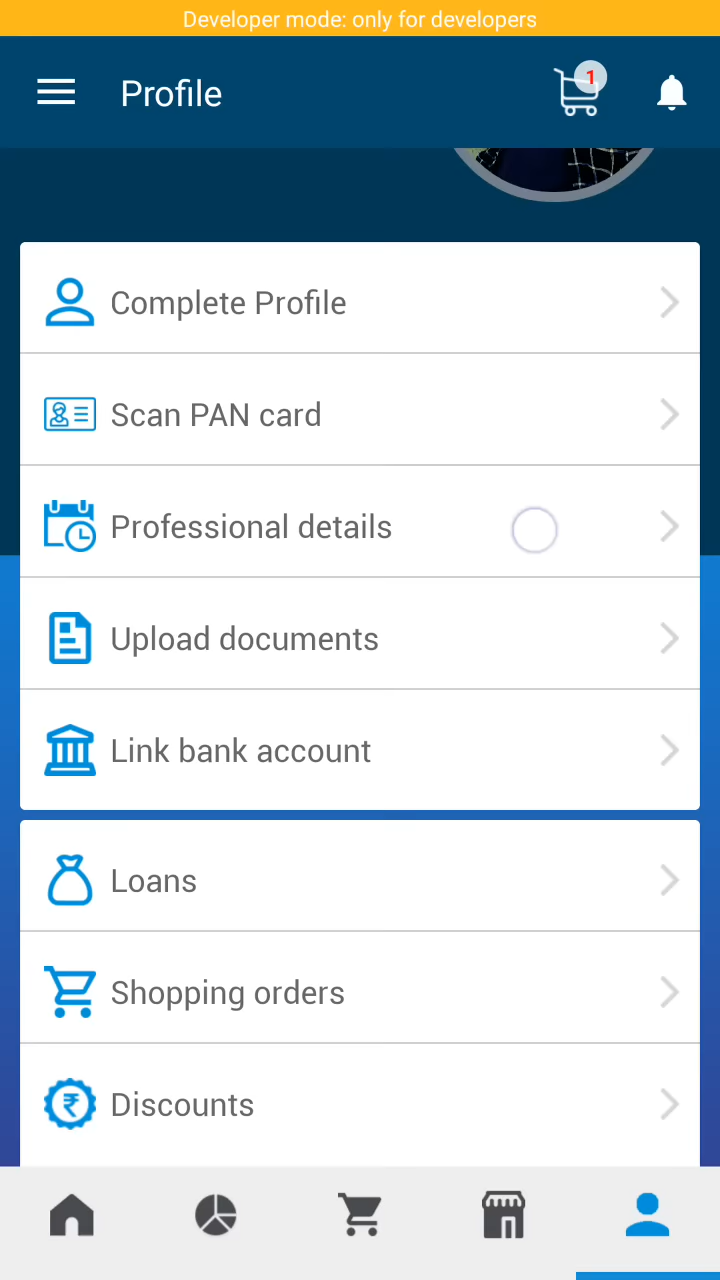 Developer mode: only for developers
Profile
1
Complete Profile
Scan PAN card
Professional details
Upload documents
Link bank account
Loans
Shopping orders
₹
Discounts